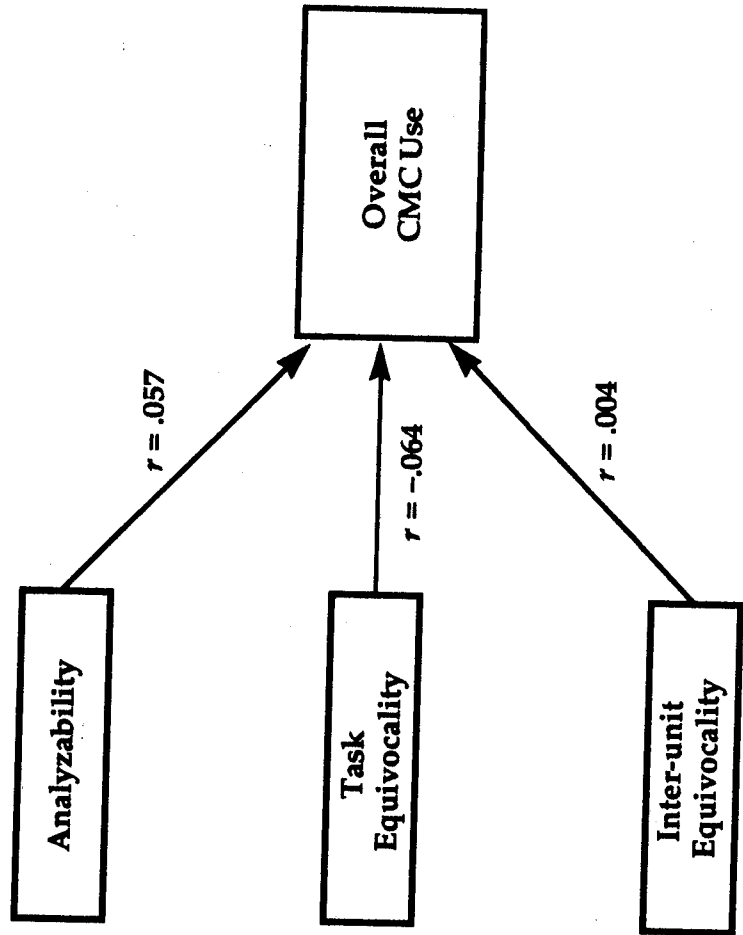 Analyzability
Task
Equivocality
Inter-unit
Equivocality
r = .057
r = –.064
r = .004
Overall
CMC Use